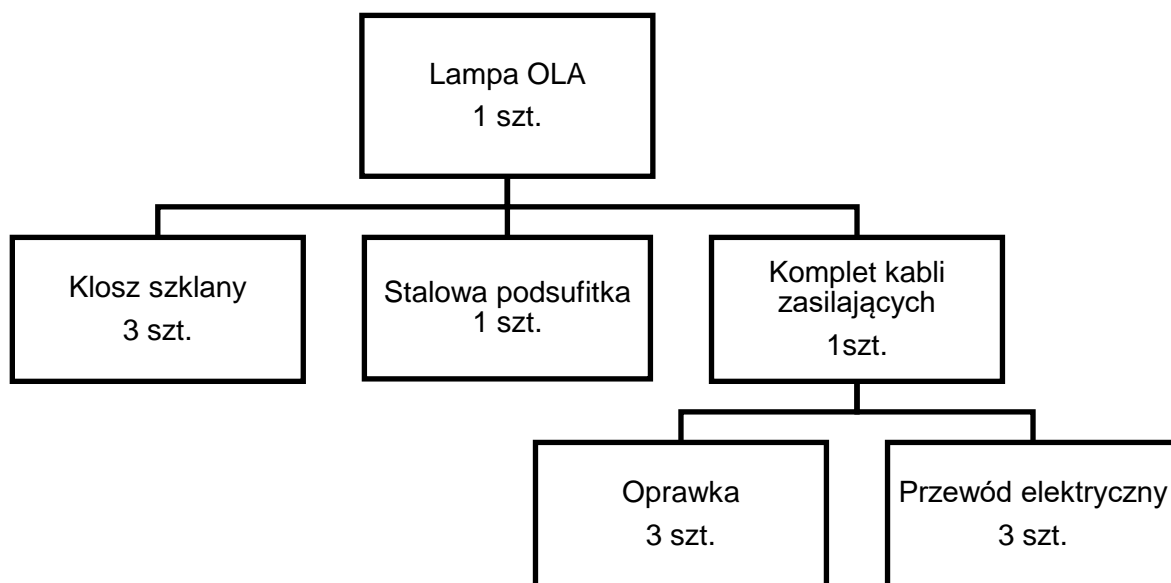 Lampa OLA
1 szt.
Klosz szklany
3 szt.
Stalowa podsufitka
1 szt.
Komplet kabli
zasilających
1szt.
Oprawka
3 szt.
Przewód elektryczny
3 szt.